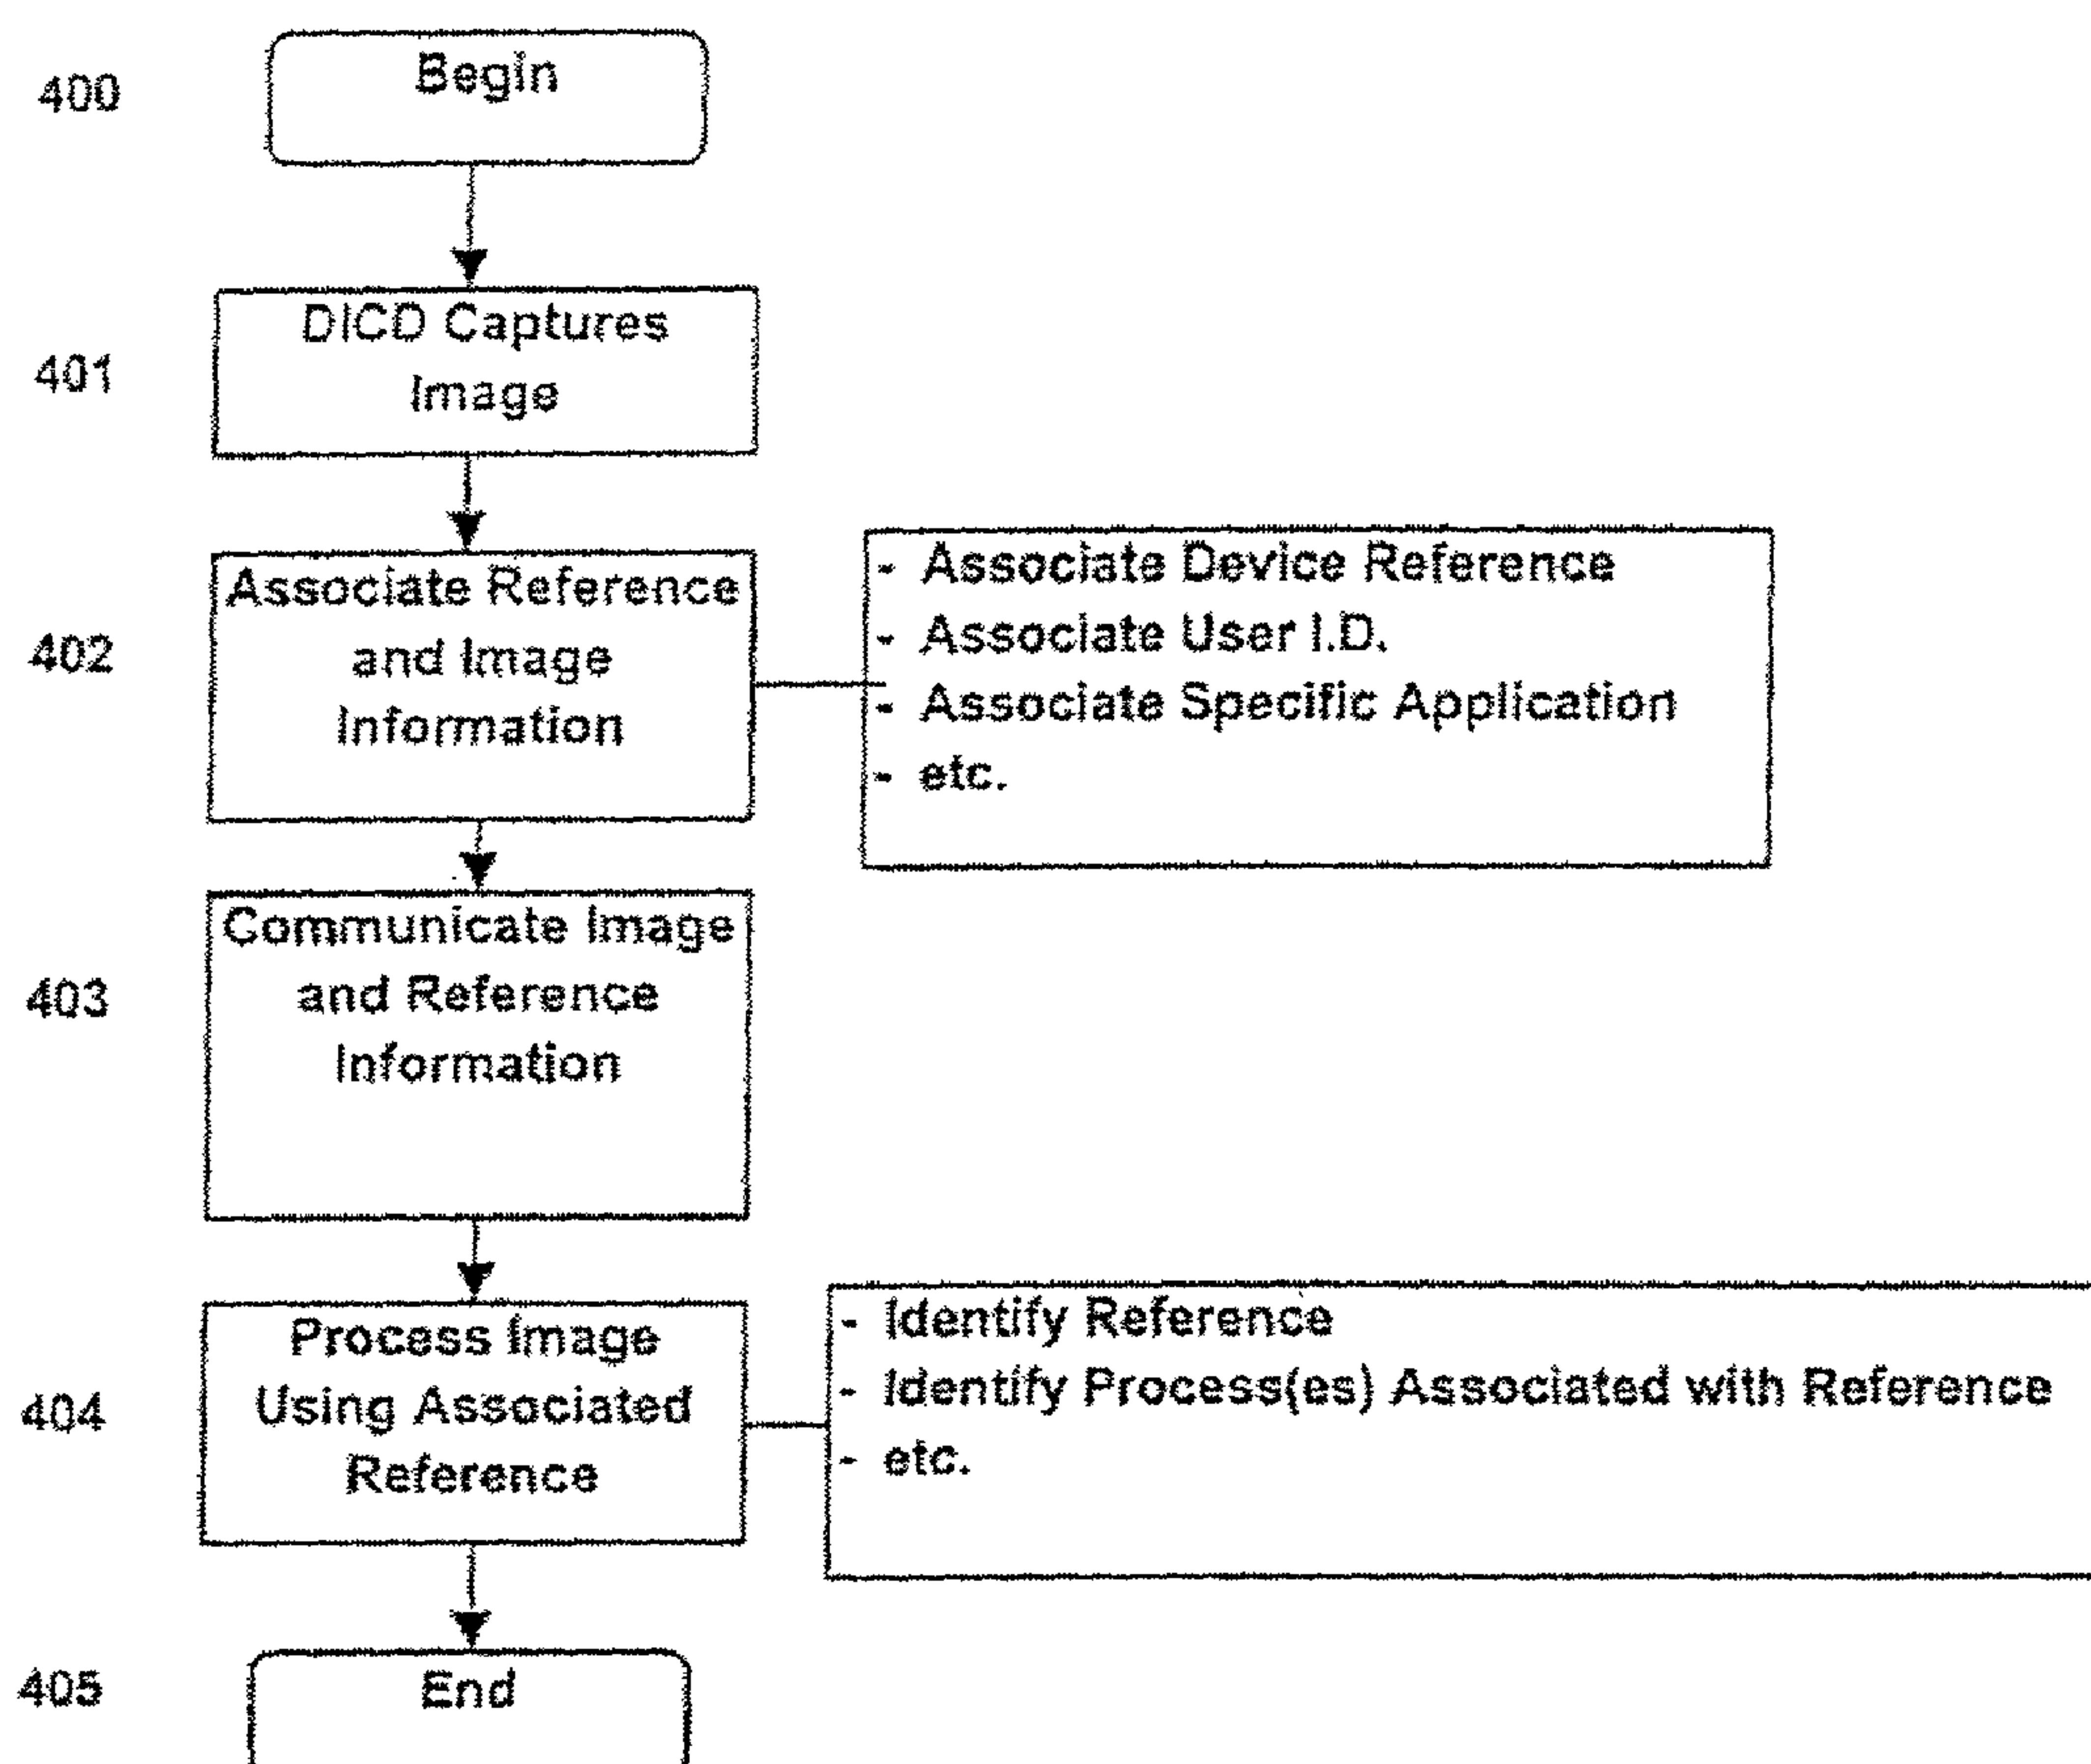 400
Begin
401
DICD Captures
Image
402
Associate Reference
and Image
Information
- Associate Device Reference
- Associate User I.D.
- Associate Specific Application
- etc.
403
Communicate Image
and Reference
Information
404
Process Image
Using Associated
Reference
- Identify Reference
- Identify Process(es) Associated with Reference
- etc.
405
End